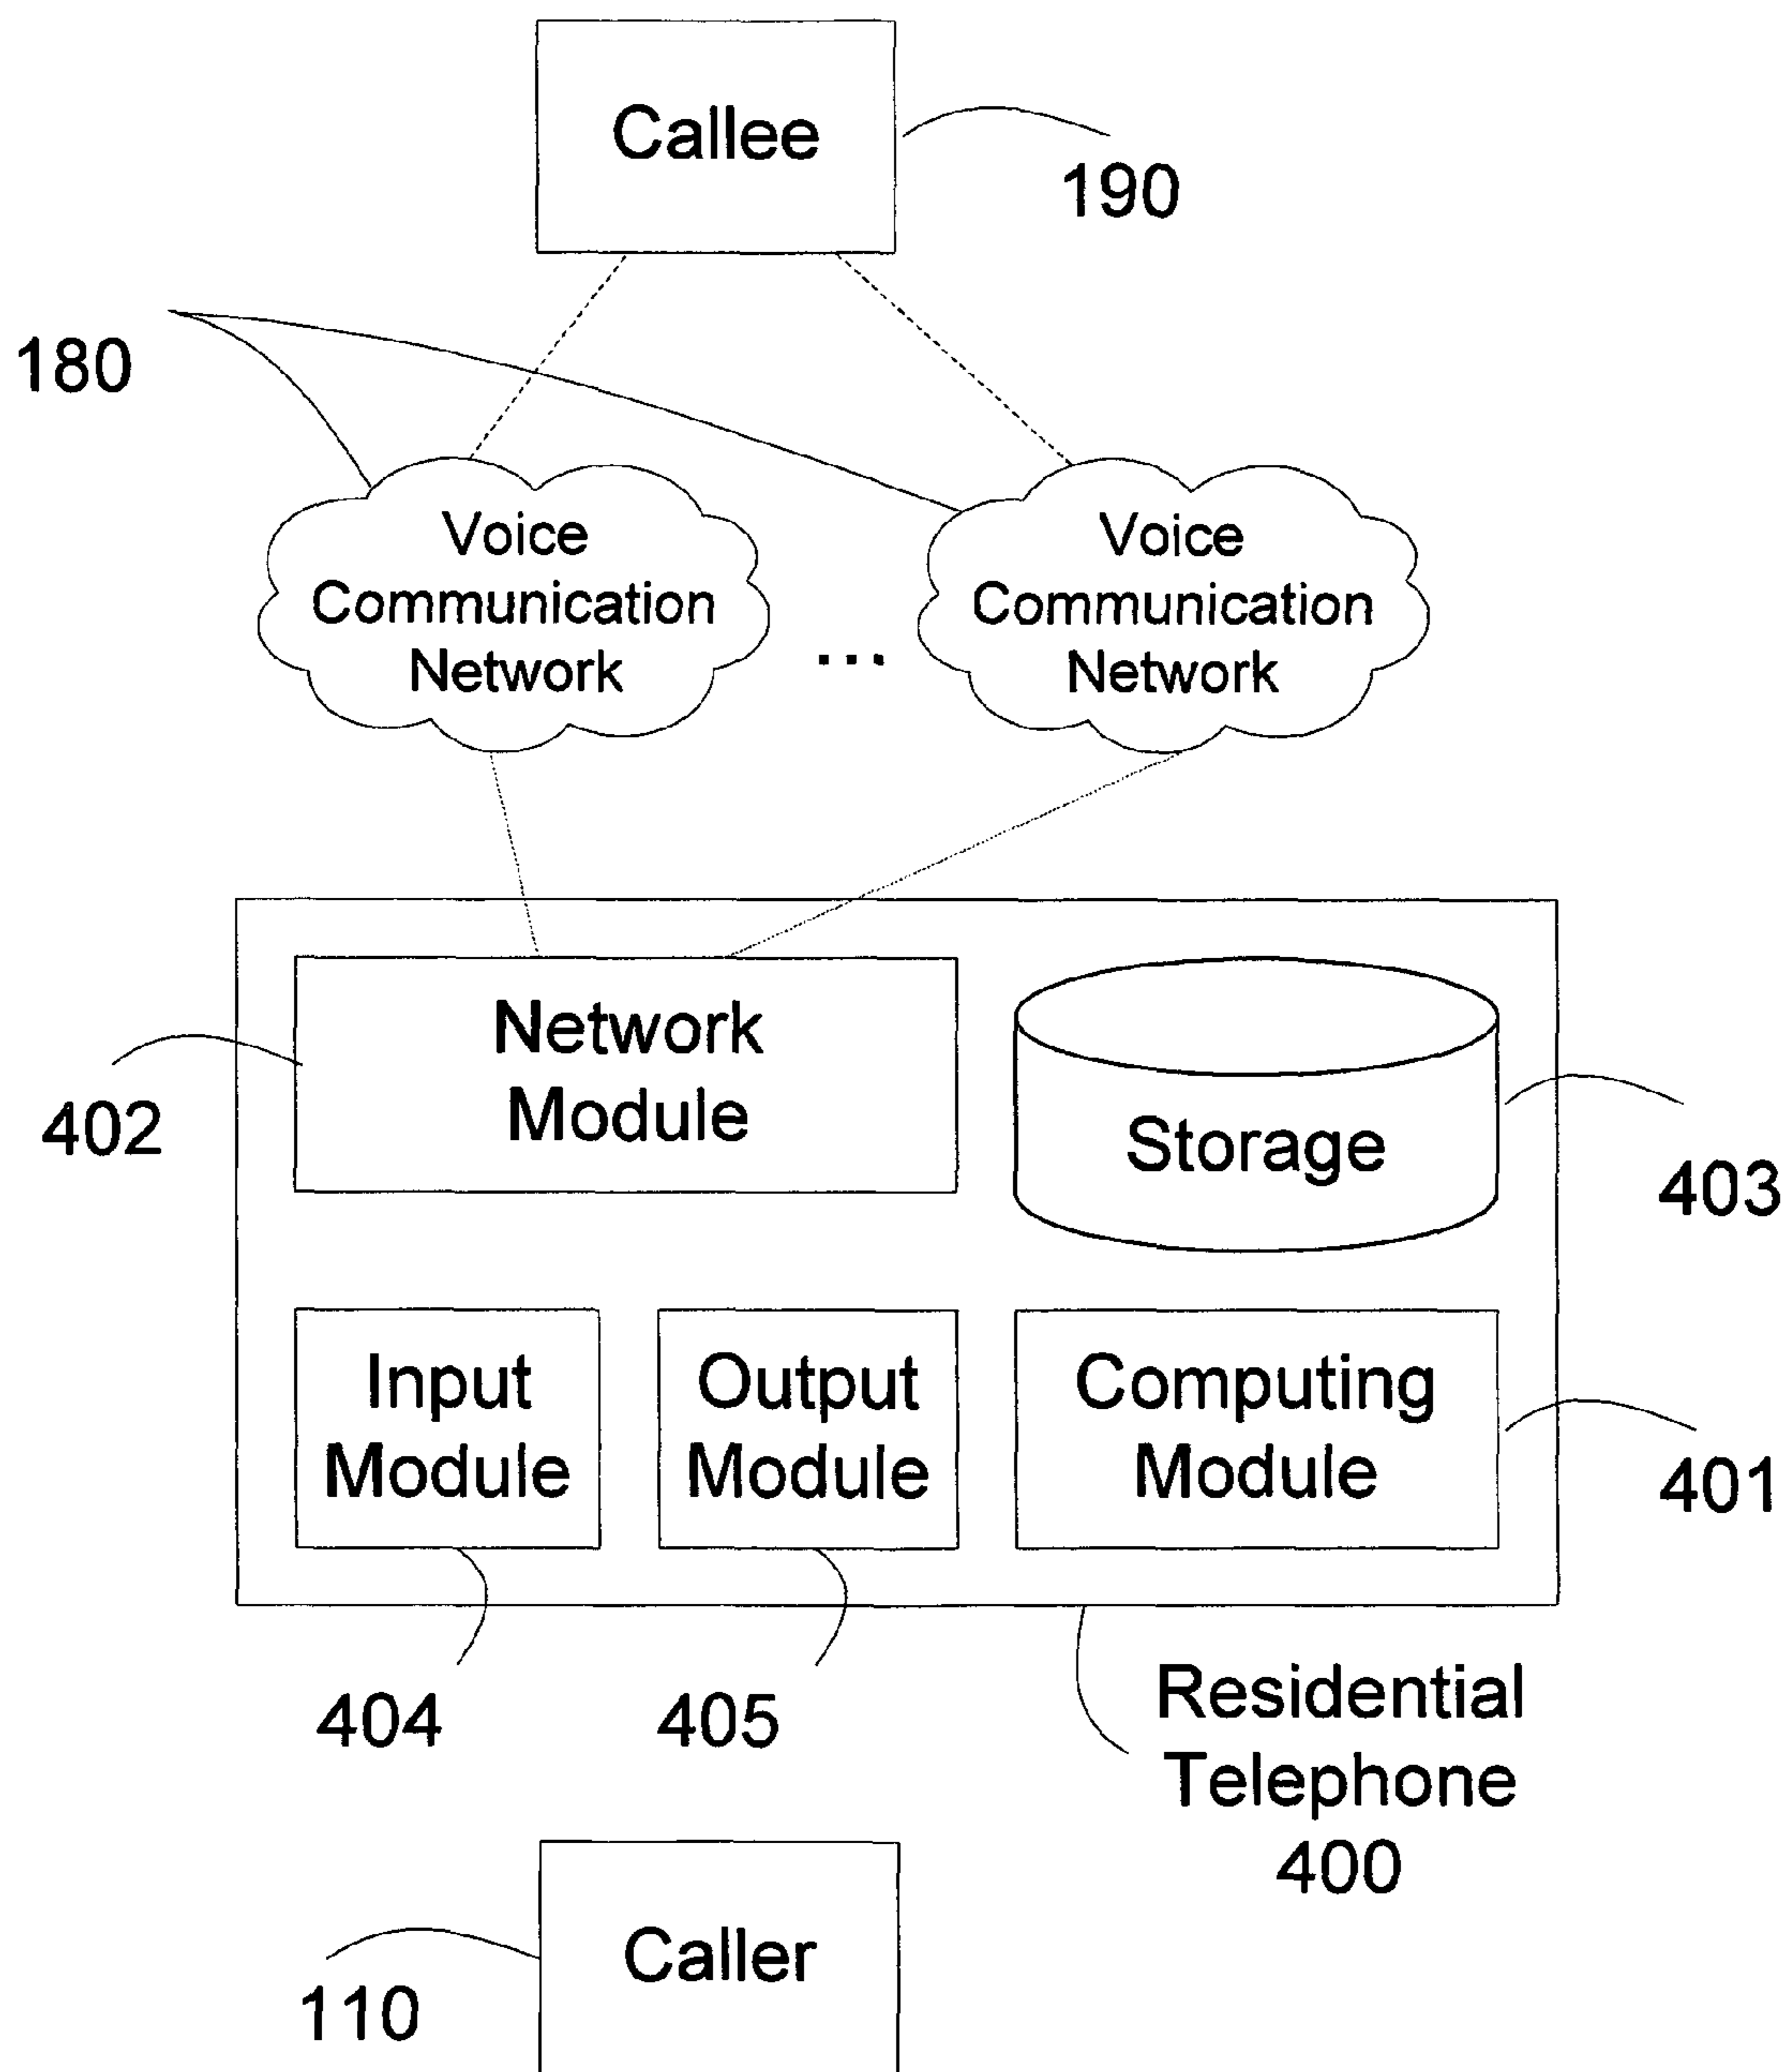 Callee
190
180
Voice
Communication
Network
...
Voice
Communication
Network
Network
Module
402
Storage
403
Input
Module
Output
Module
Computing
Module
401
404
405
Residential
Telephone
400
Caller
110